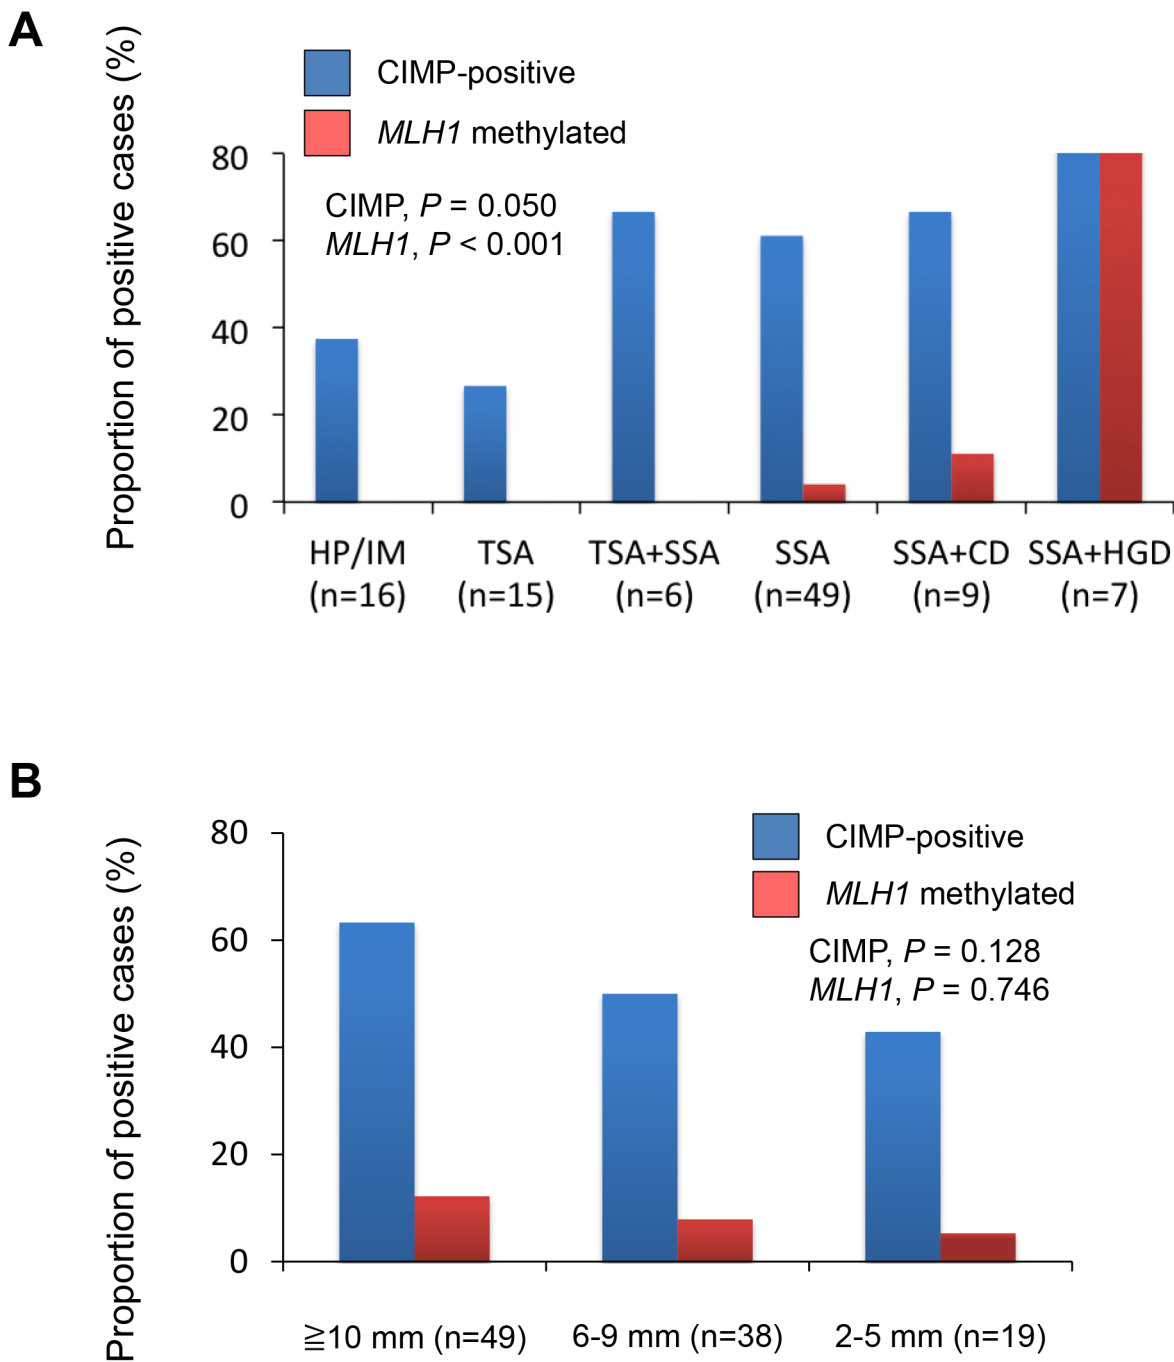 A
Proportion of positive cases (%)
CIMP-positive
MLH1 methylated
CIMP, P = 0.050
MLH1, P < 0.001
80
60
40
20
0
HP/IM TSA TSA+SSA SSA SSA+CD SSA+HGD
(n=16) (n=15) (n=6) (n=49) (n=9) (n=7)
B
Proportion of positive cases (%)
CIMP-positive
MLH1 methylated
CIMP, P = 0.128
MLH1, P = 0.746
80
60
40
20
0
≧10 mm (n=49) 6-9 mm (n=38) 2-5 mm (n=19)